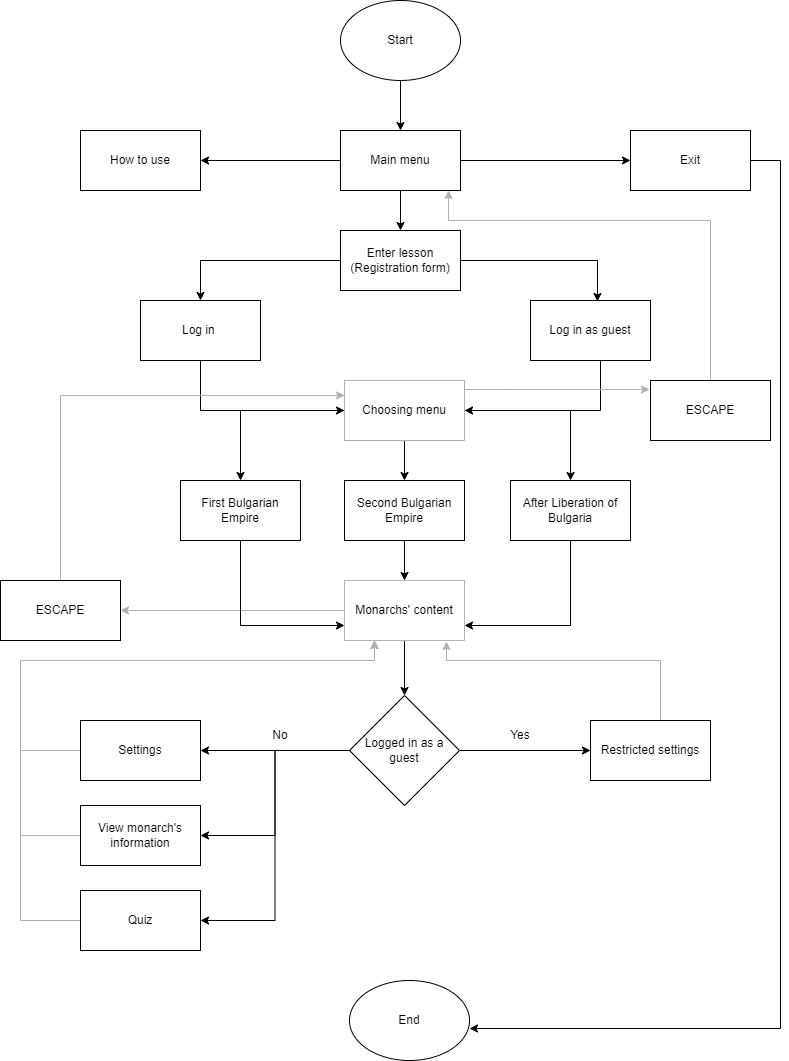 Start
How to use
Main menu
Exit
Enter lesson
(Registration form)
Log in
Log in as guest
Choosing menu
ESCAPE
First Bulgarian
Empire
Second Bulgarian
Empire
After Liberation of
Bulgaria
ESCAPE
Monarchs' content
No
Yes
Settings
Logged in as a
guest
Restricted settings
View monarch's
information
Quiz
End